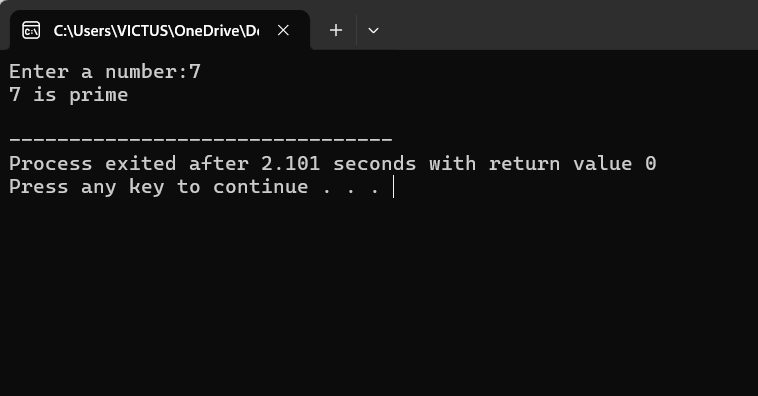 C:\Users\VICTUS\OneDrive\De
Enter a number:7
7 is prime
--------------------------------
Process exited after 2.101 seconds with return value 0
Press any key to continue . . .